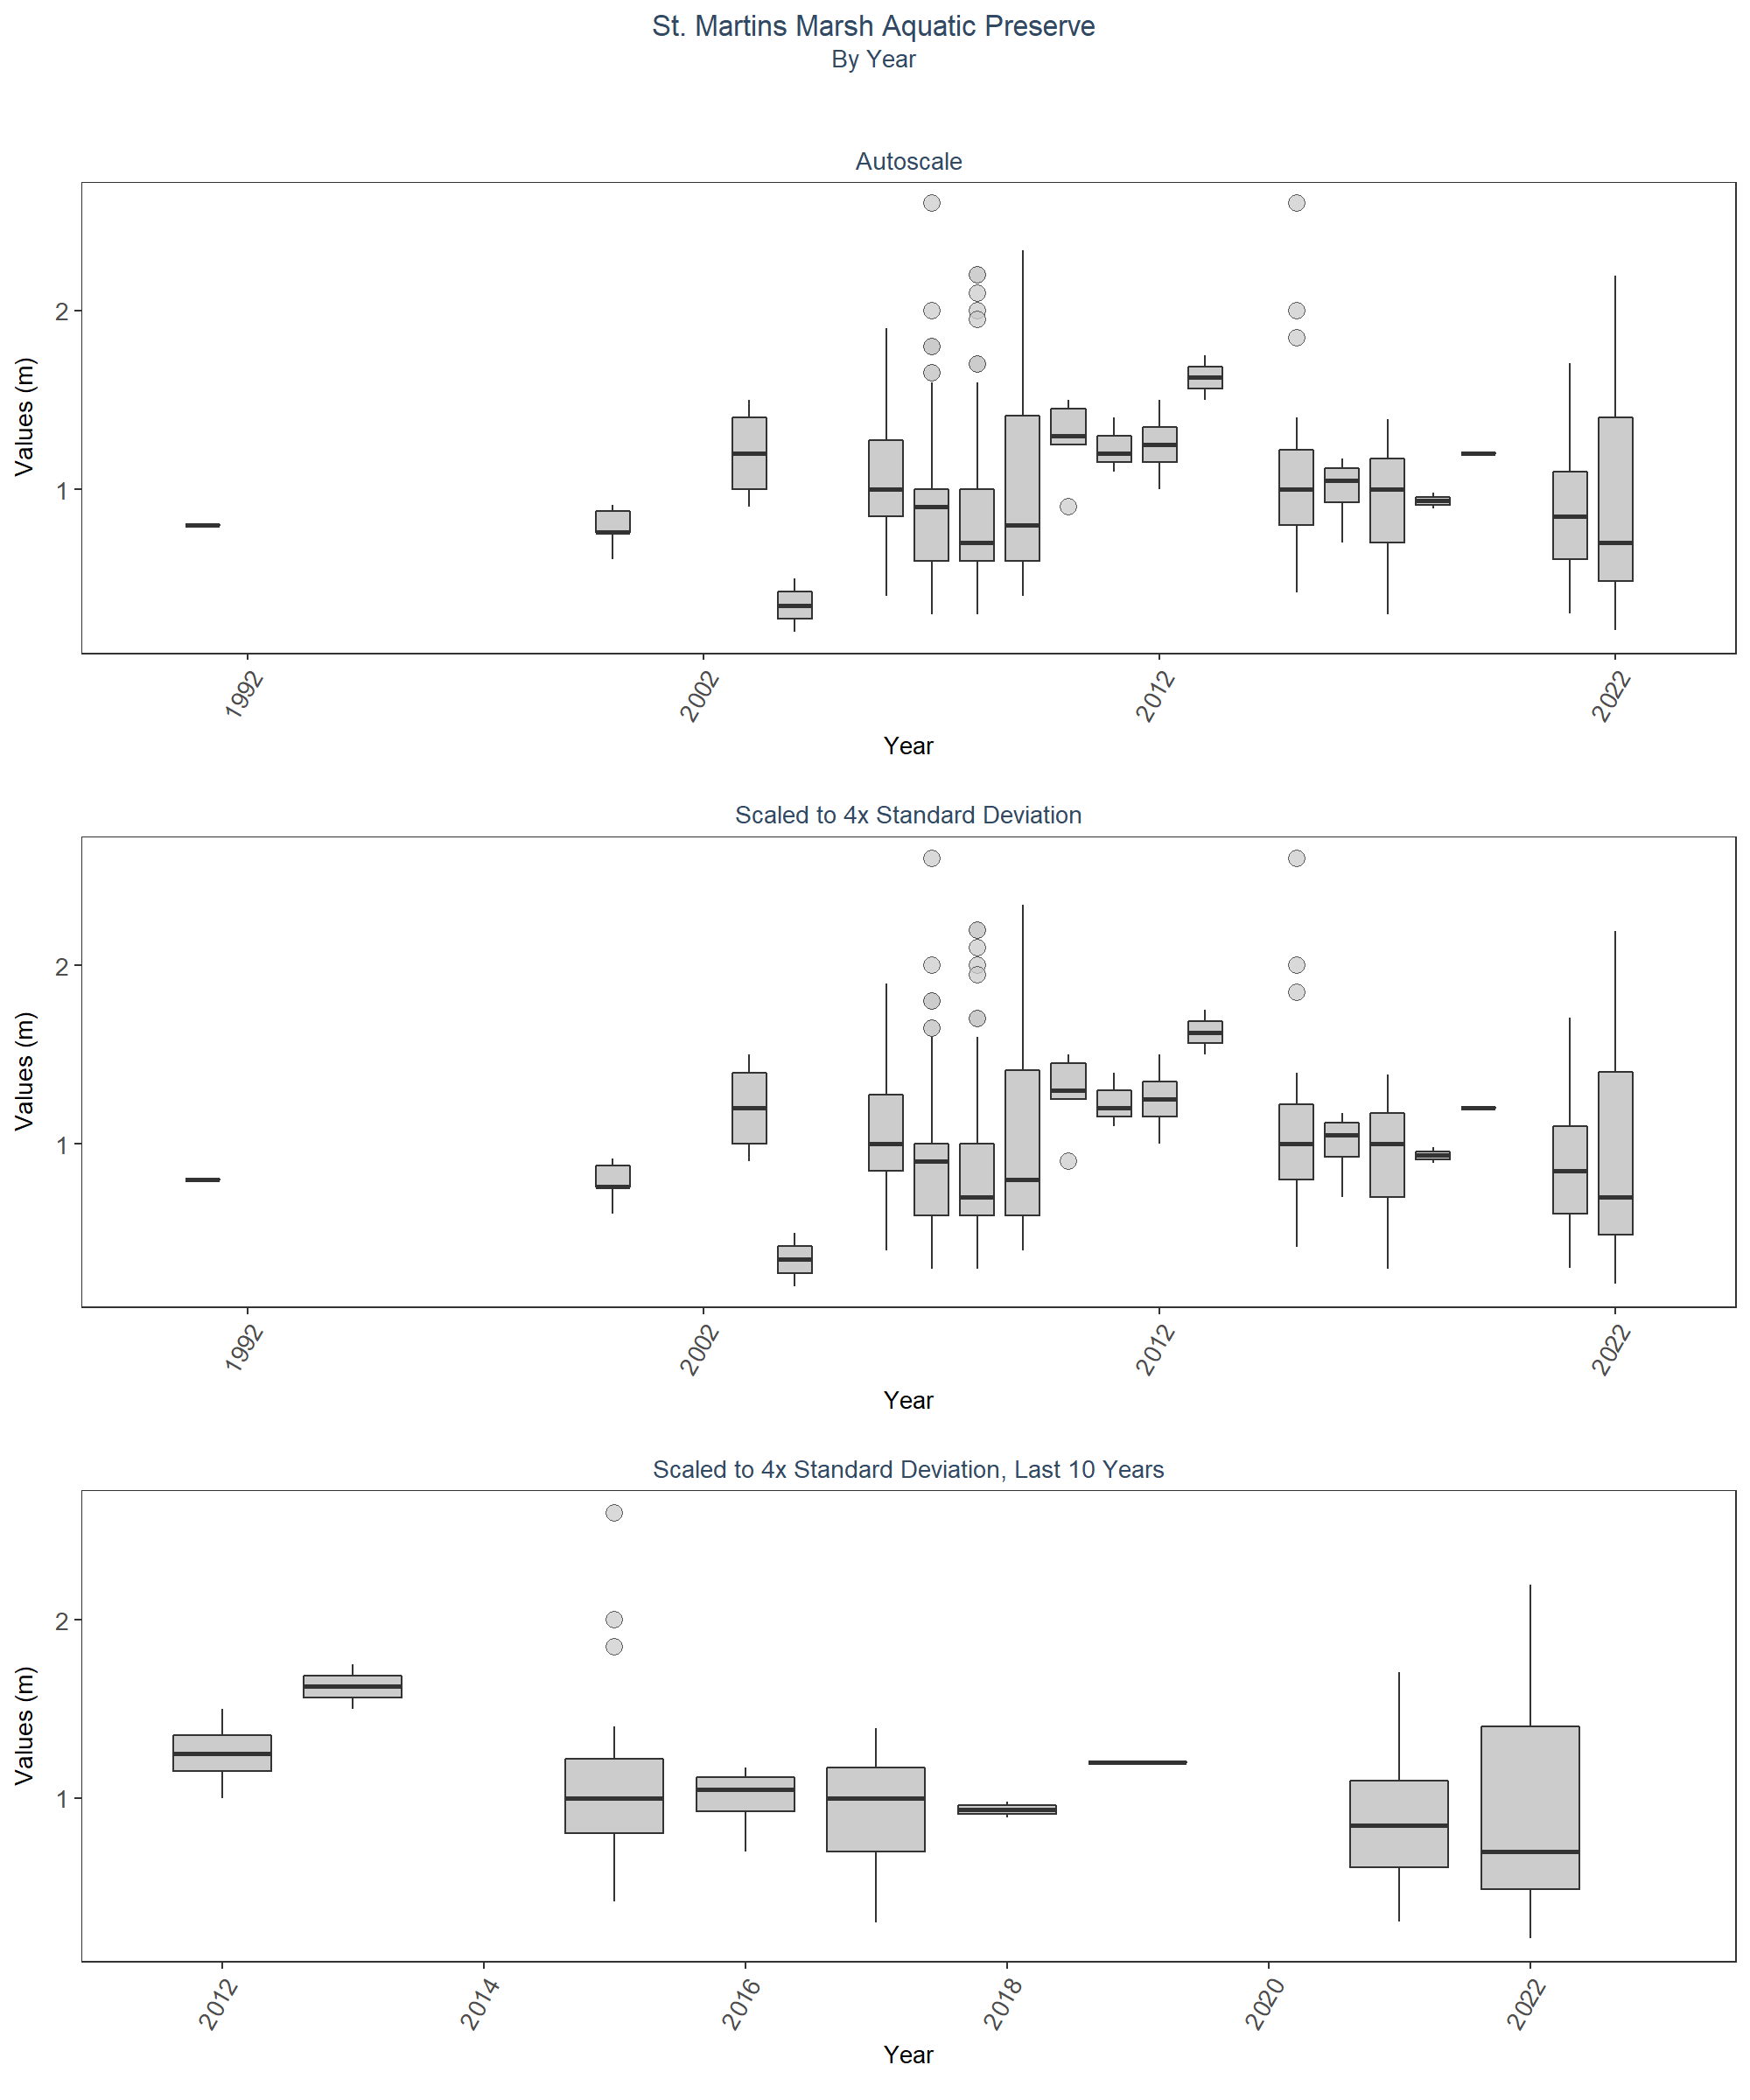 St. Martins Marsh Aquatic Preserve
By Year
Autoscale
Values (m)
2
1
1992
2002
2012
2022
Year
Scaled to 4x Standard Deviation
Values (m)
2
1
1992
2002
2012
2022
Year
Scaled to 4x Standard Deviation, Last 10 Years
Values (m)
2
1
2012
2014
2016
2018
2020
2022
Year